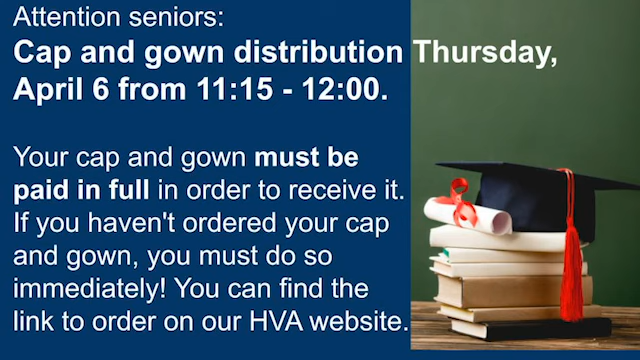 Attention seniors:
Cap and gown distribution Thursday,
April 6 from 11:15 - 12:00.
Your cap and gown must be
paid in full in order to receive it.
If you haven't ordered your cap
and gown, you must do so
immediately! You can find the
link to order on our HVA website.